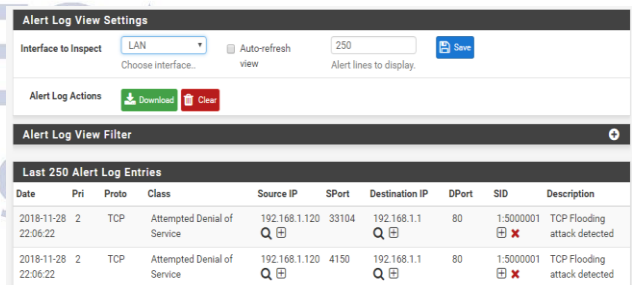 Alert Log View Settings
Interface to Inspect LAN Auto-refresh view 250 Save
Choose interface.. Alert lines to display.
Alert Log Actions Download Clear
Alert Log View Filter
Last 250 Alert Log Entries
Date Pri Proto Class Source IP SPort Destination IP DPort SID Description
2018-11-28 2 TCP Attempted Denial of 192.168.1.120 33104 192.168.1.1 80 1:5000001 TCP Flooding
22:06:22 Service attack detected
2018-11-28 2 TCP Attempted Denial of 192.168.1.120 4150 192.168.1.1 80 1:5000001 TCP Flooding
22:06:22 Service attack detected